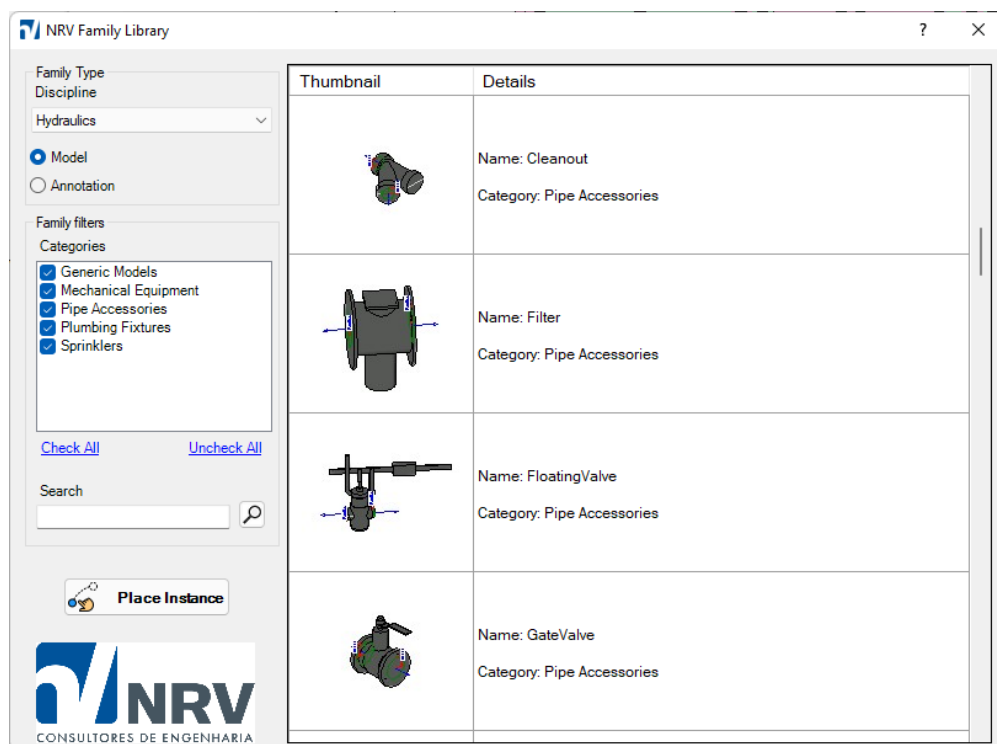 NRV Family Library
?
Family Type
Discipline
Hydraulics
Model
Annotation
Family filters
Categories
Generic Models
Mechanical Equipment
Pipe Accessories
Plumbing Fixtures
Sprinklers
Check All Uncheck All
Search
Place Instance
NRV
CONSULTORES DE ENGENHARIA
Thumbnail Details
Name: Cleanout
Category: Pipe Accessories
Name: Filter
Category: Pipe Accessories
Name: FloatingValve
Category: Pipe Accessories
Name: GateValve
Category: Pipe Accessories